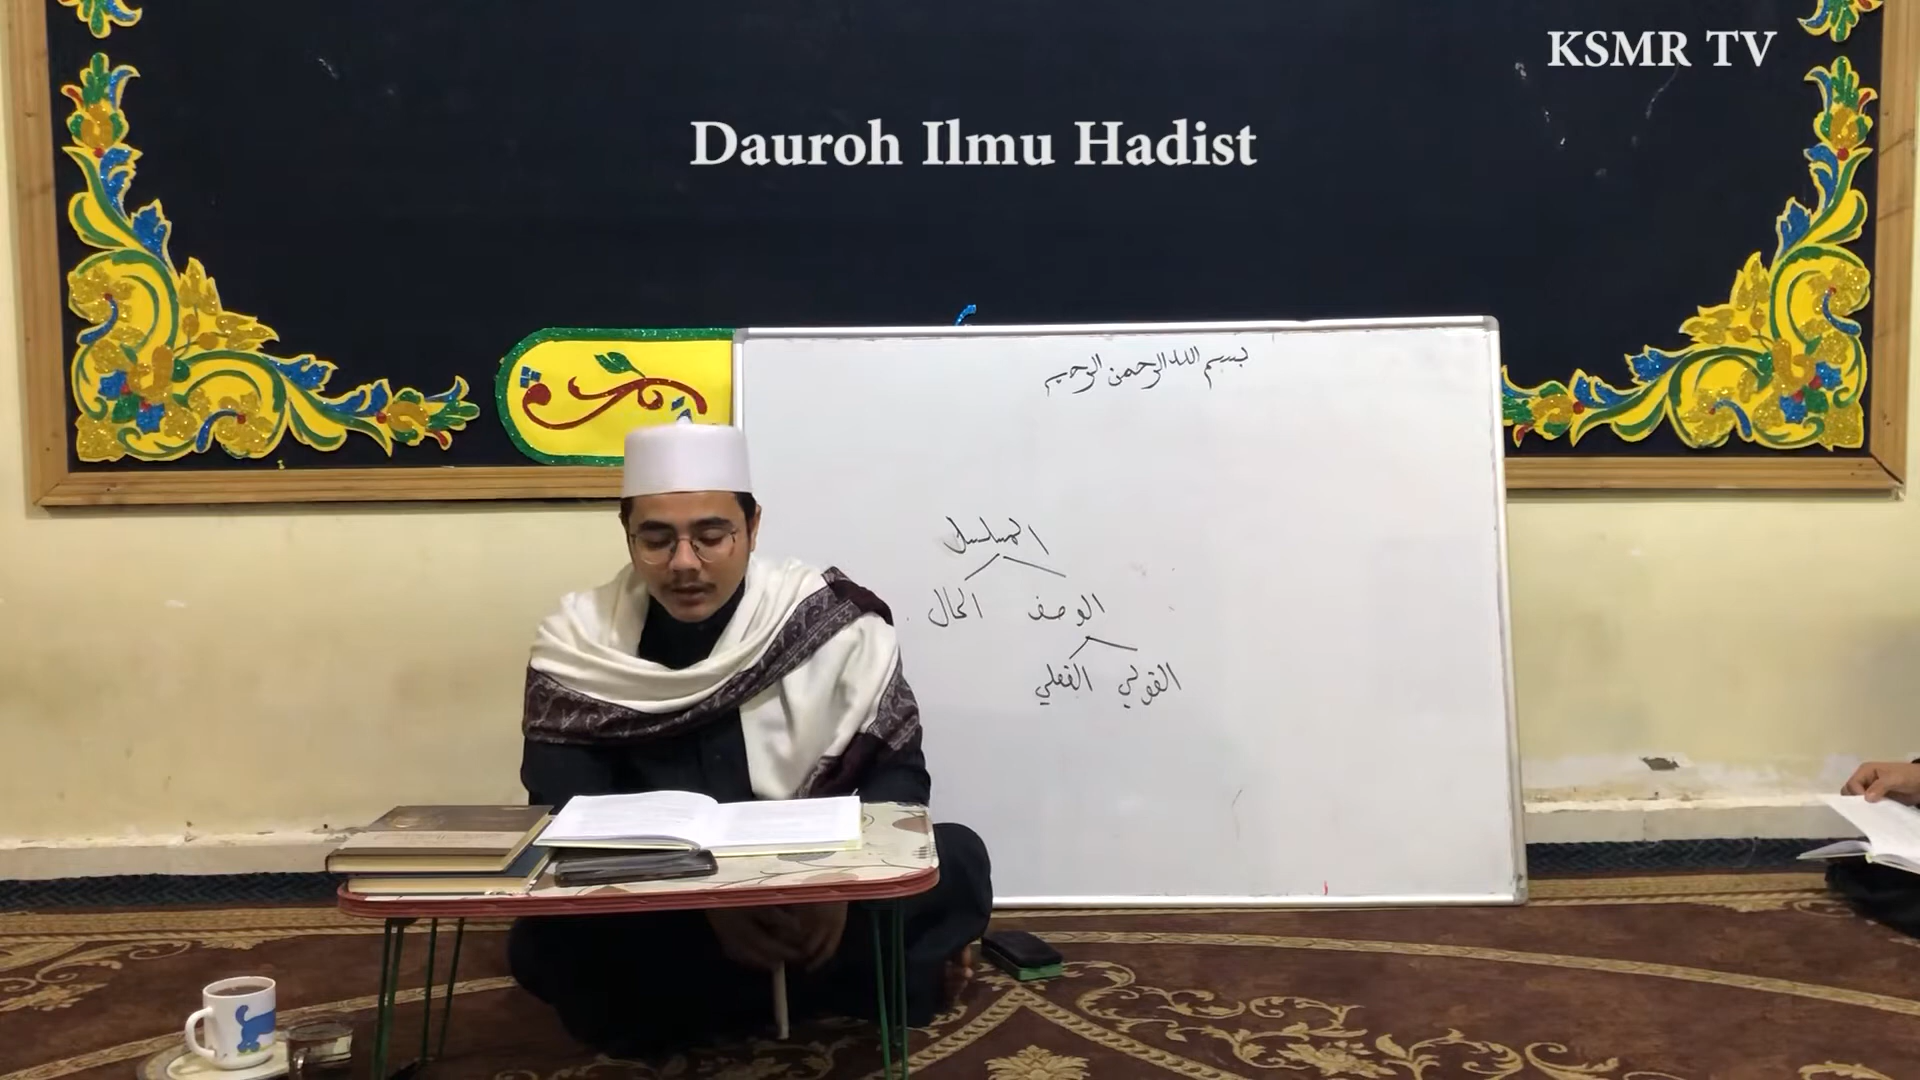 KSMR TV
Dauroh Ilmu Hadist
بسم الله الرحمن الرحيم
المسلسل
الوصف الحال
القولي الفعلي